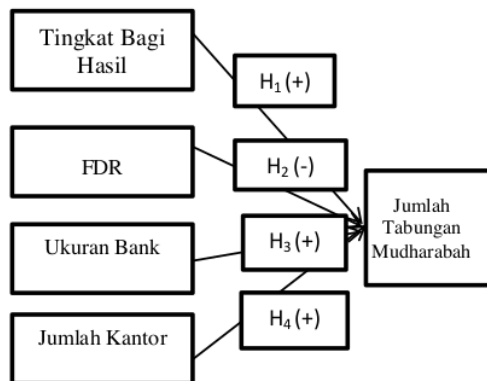 Tingkat Bagi
Hasil
H₁ (+)
FDR
H₂ (-)
Ukuran Bank
H₃ (+)
Jumlah Kantor
H₄ (+)
Jumlah
Tabungan
Mudharabah